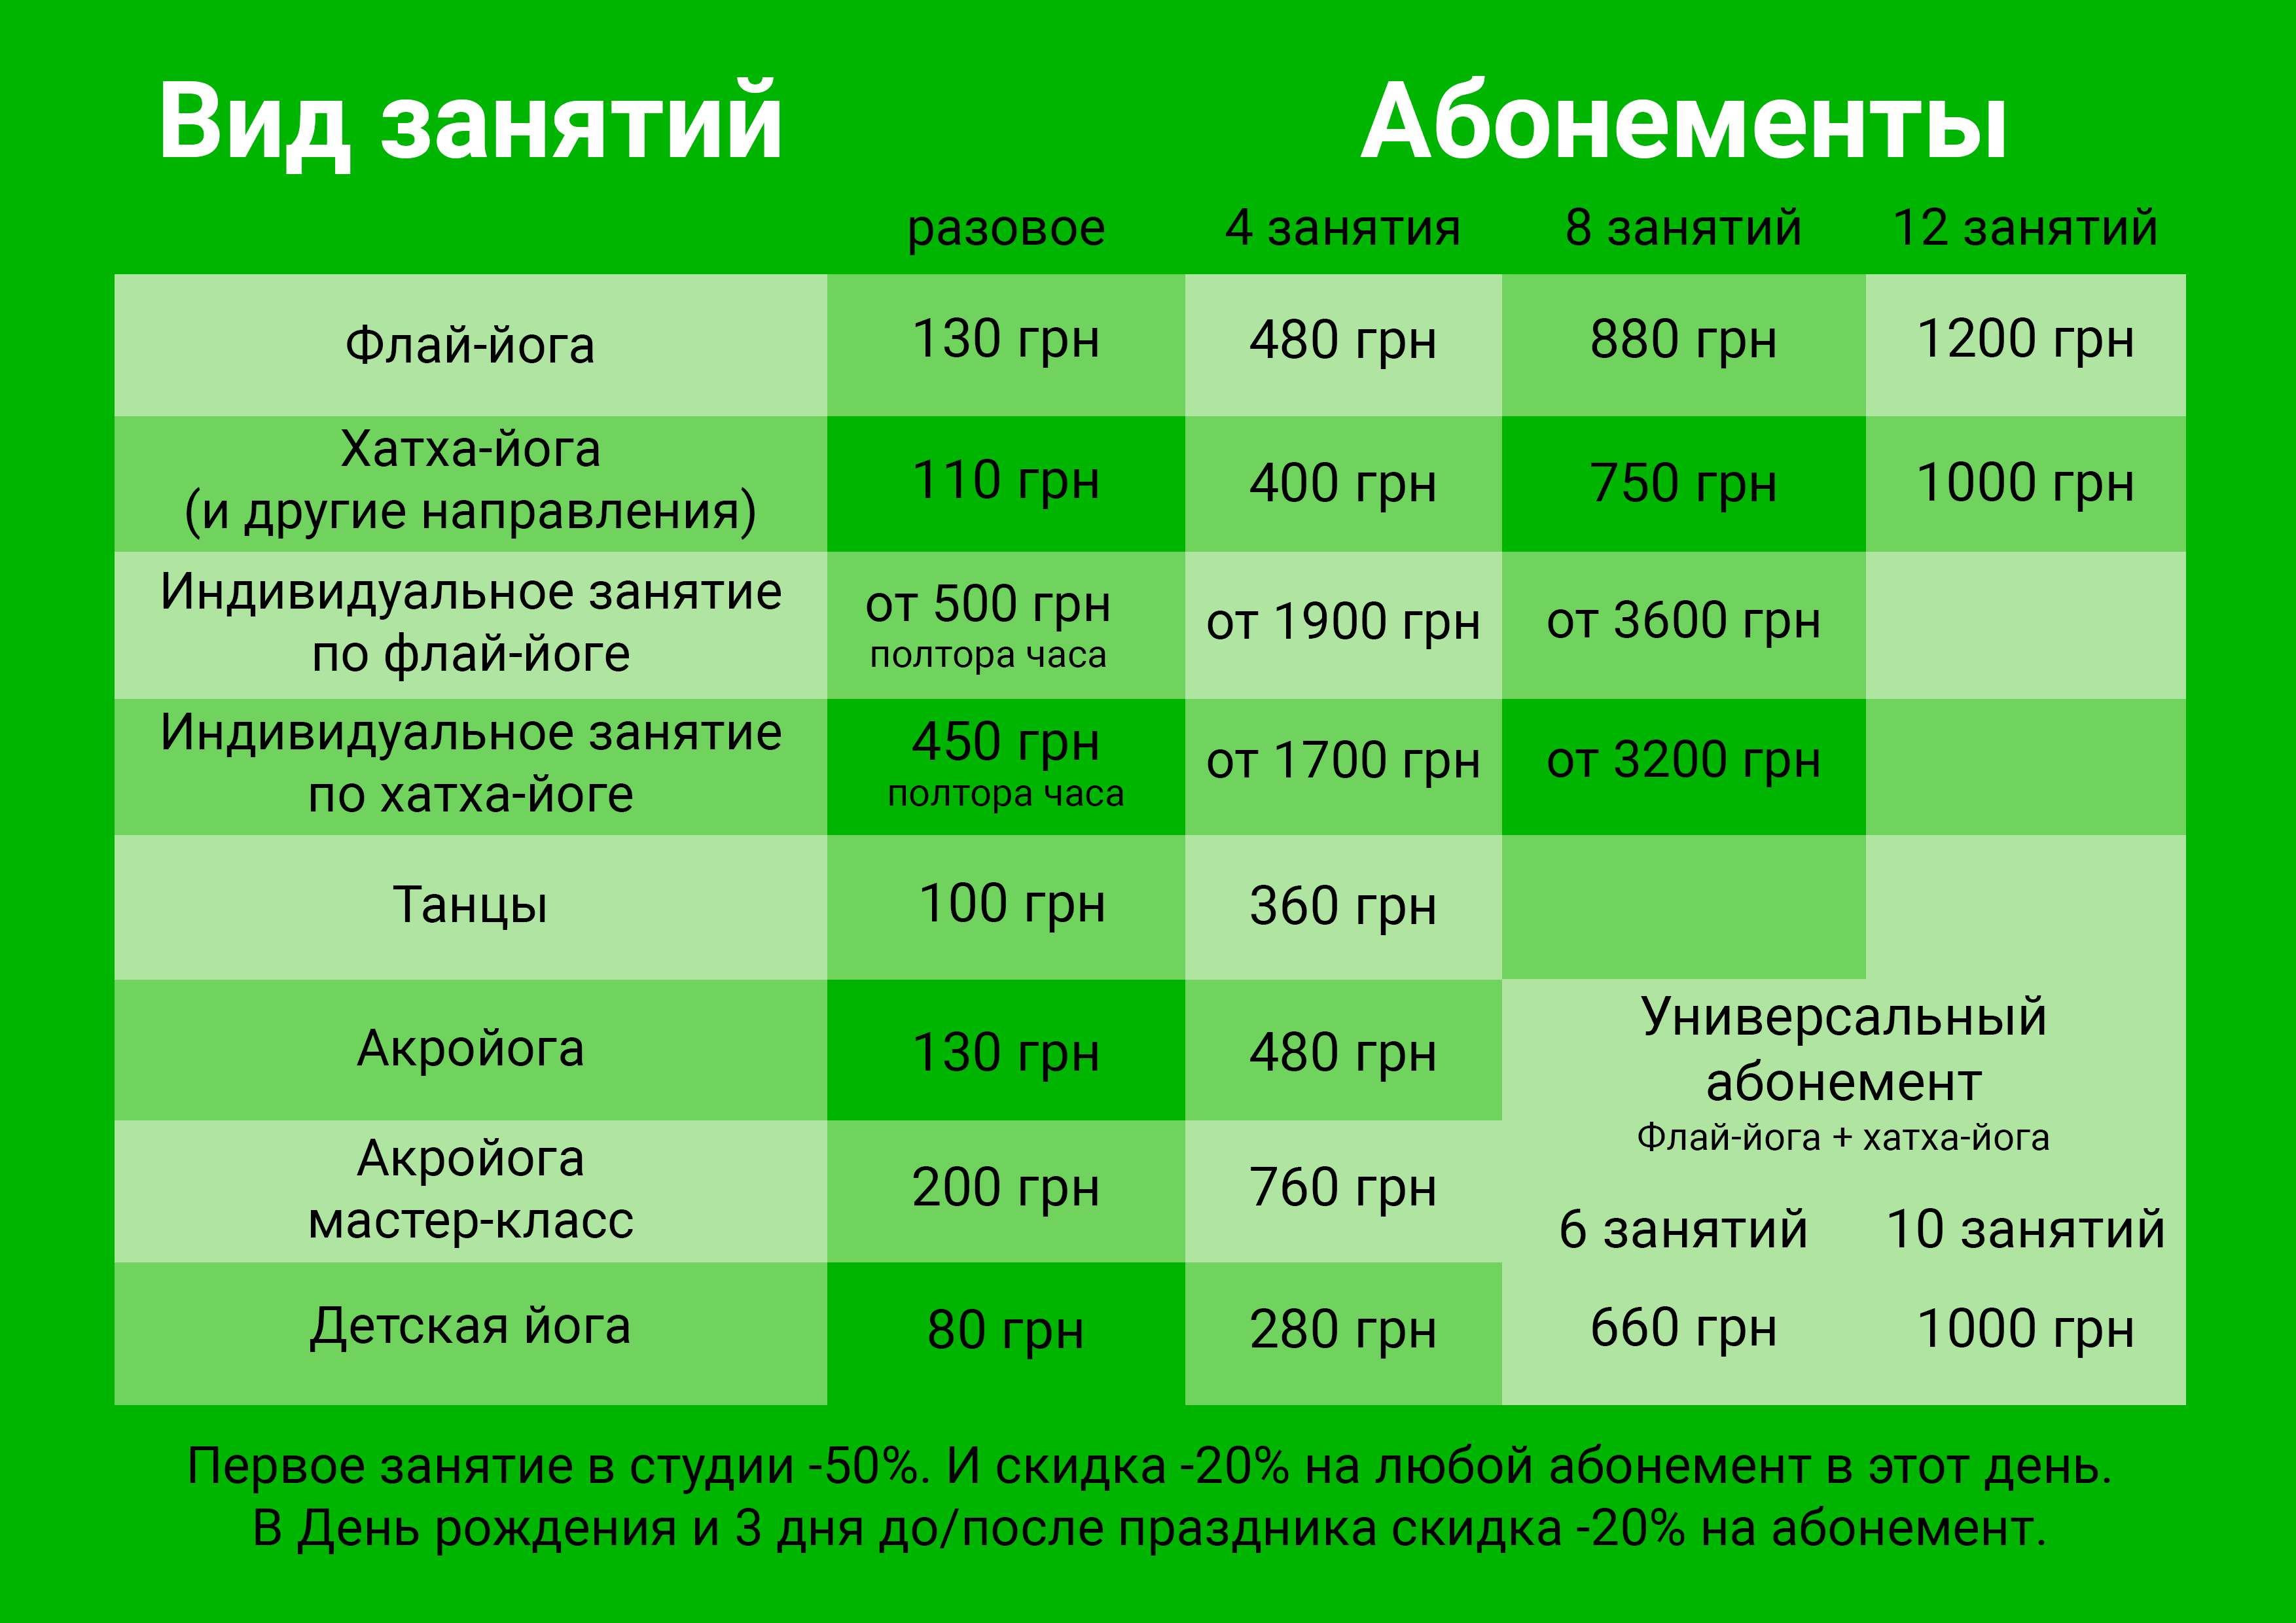 Вид занятий
Абонементы
разовое 4 занятия 8 занятий 12 занятий
Флай-йога 130 грн 480 грн 880 грн 1200 грн
Хатха-йога
(и другие направления)
110 грн 400 грн 750 грн 1000 грн
Индивидуальное занятие
по флай-йоге
от 500 грн
полтора часа
от 1900 грн от 3600 грн
Индивидуальное занятие
по хатха-йоге
450 грн
полтора часа
от 1700 грн от 3200 грн
Танцы 100 грн 360 грн
Акройога 130 грн 480 грн
Акройога
мастер-класс
200 грн 760 грн
Детская йога 80 грн 280 грн
Универсальный
абонемент
Флай-йога + хатха-йога
6 занятий 10 занятий
660 грн 1000 грн
Первое занятие в студии -50%. И скидка -20% на любой абонемент в этот день.
В День рождения и 3 дня до/после праздника скидка -20% на абонемент.